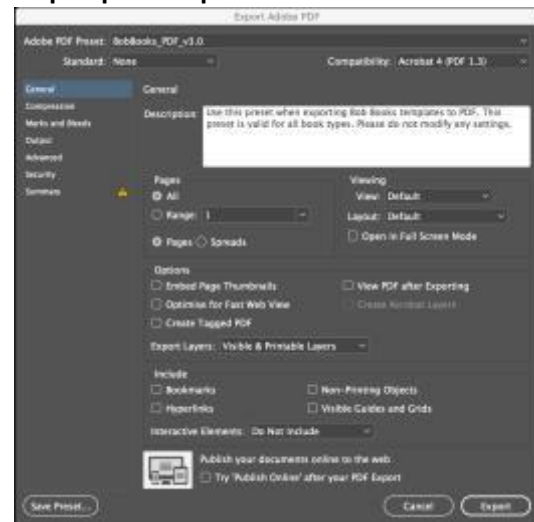 Export Adobe PDF
Adobe PDF Preset: BobBooks_PDF_v3.0
Standard: None
Compatibility: Acrobat 4 (PDF 1.3)
General
Compression
Marks and Bleeds
Output
Advanced
Security
Summary
General
Description: Use this preset when exporting Bob Books templates to PDF. This
preset is valid for all book types. Please do not modify any settings.
Pages
All
Range: 1
Pages Spreads
Viewing
View: Default
Layout: Default
Open in Full Screen Mode
Options
Embed Page Thumbnails
Optimise for Fast Web View
Create Tagged PDF
View PDF after Exporting
Create Acrobat Layers
Export Layers: Visible & Printable Layers
Include
Bookmarks
Hyperlinks
Non-Printing Objects
Visible Guides and Grids
Interactive Elements: Do Not Include
Publish your documents online to the web
Try 'Publish Online' after your PDF Export
Save Preset...
Cancel
Export